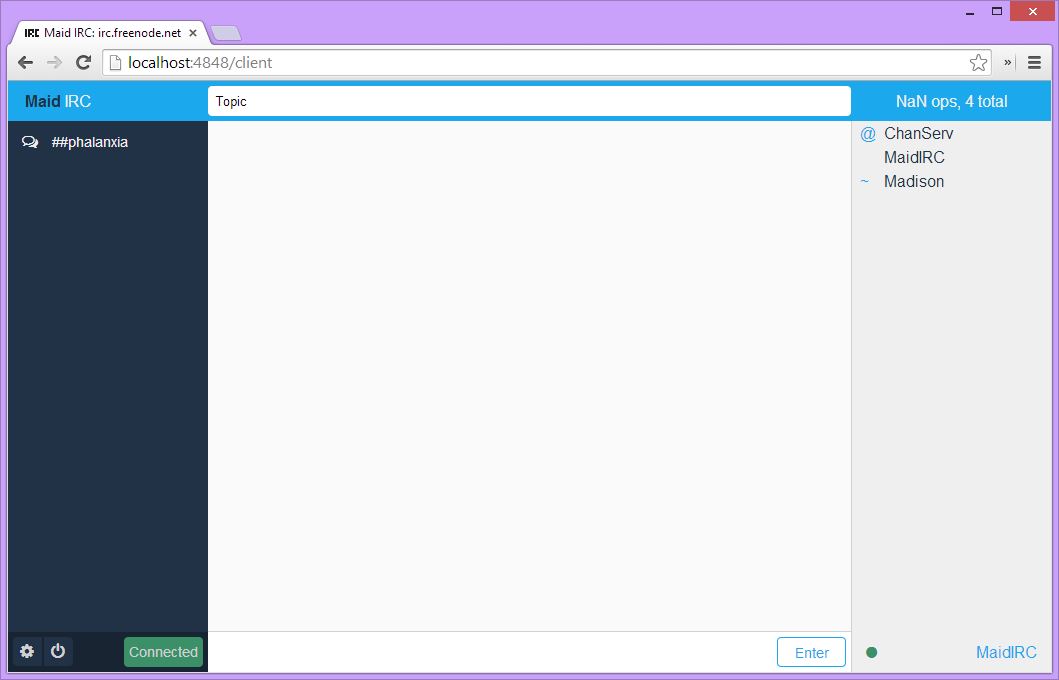 IRC Maid IRC: irc.freenode.net
localhost:4848/client
Maid IRC
Topic
NaN ops, 4 total
##phalanxia
@ ChanServ
MaidIRC
~ Madison
Connected
Enter
MaidIRC